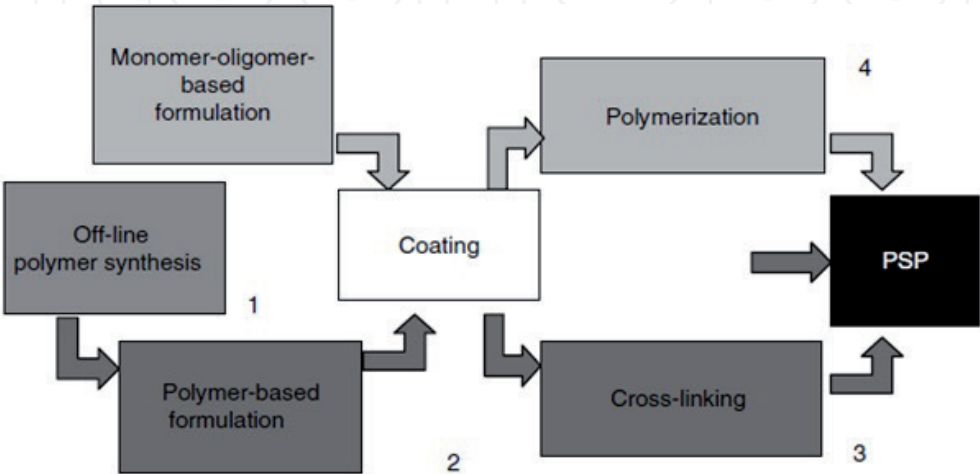 Monomer-oligomer-
based
formulation
4
Polymerization
Off-line
polymer synthesis
Coating
PSP
1
Polymer-based
formulation
Cross-linking
2
3